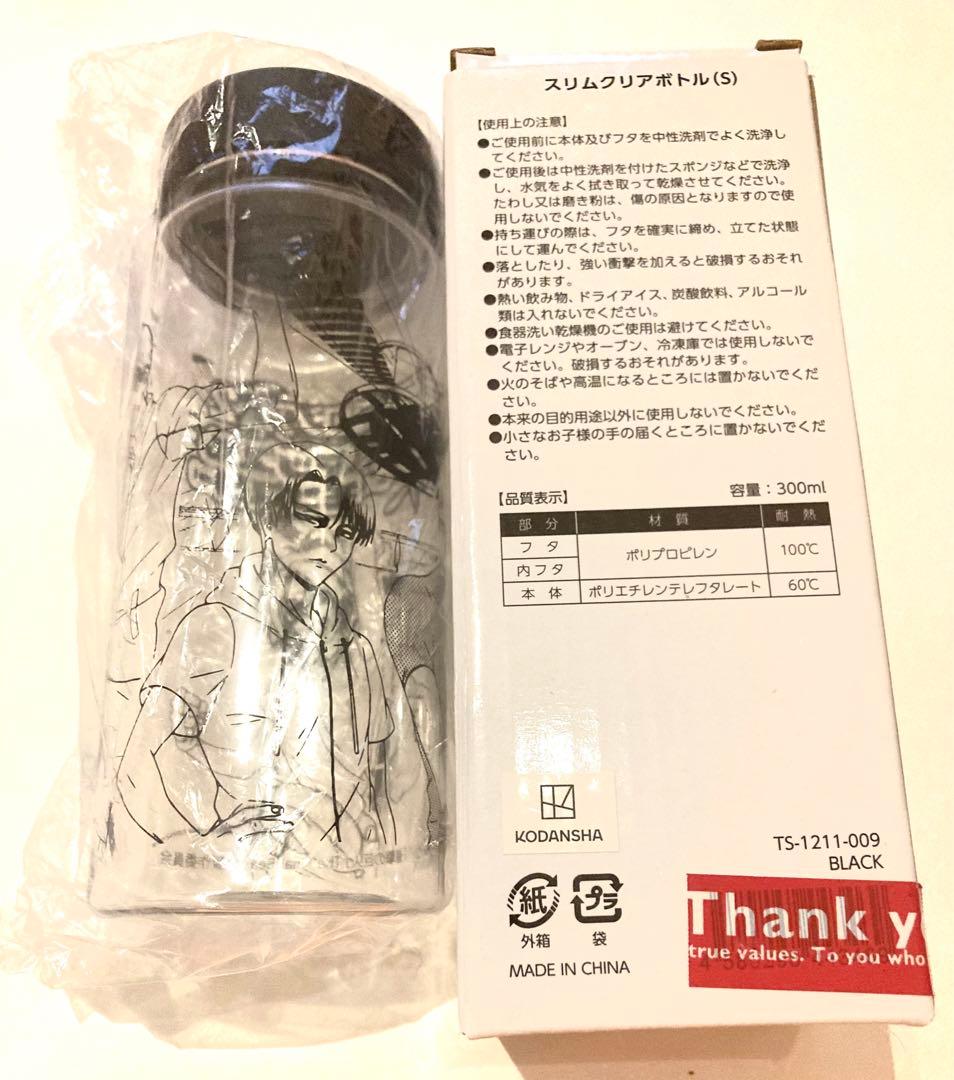 スリムクリアボトル(S)
【使用上の注意】
●ご使用前に本体及びフタを中性洗剤でよく洗浄し
てください。
●ご使用後は中性洗剤を付けたスポンジなどで洗浄
し、水気をよく拭き取って乾燥させてください。
たわし又は磨き粉は、傷の原因となりますので使
用しないでください。
●持ち運びの際は、フタを確実に締め、立てた状態
にして運んでください。
●落としたり、強い衝撃を加えると破損するおそれ
があります。
●熱い飲み物、ドライアイス、炭酸飲料、アルコール
類は入れないでください。
●食器洗い乾燥機のご使用は避けてください。
●電子レンジやオーブン、冷凍庫では使用しないで
ください。破損するおそれがあります。
●火のそばや高温になるところには置かないでくだ
さい。
●本来の目的用途以外に使用しないでください。
●小さなお子様の手の届くところに置かないでくだ
さい。
【品質表示】 容量：300ml
部 分 材 質 耐 熱
フ タ ポリプロピレン 100℃
内フタ
本 体 ポリエチレンテレフタレート 60℃
KODANSHA
TS-1211-009
BLACK
紙 プラ
外箱 袋
MADE IN CHINA
Thank y
true values. To you who